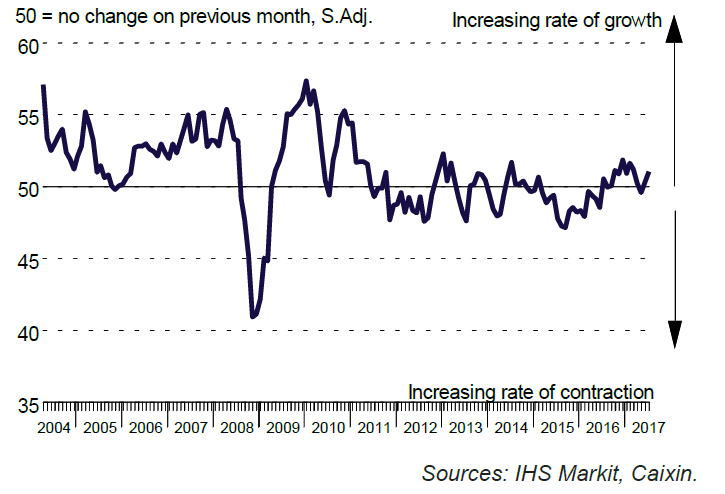 50 = no change on previous month, S.Adj.
Increasing rate of growth
60
55
50
45
40
35
Increasing rate of contraction
2004 2005 2006 2007 2008 2009 2010 2011 2012 2013 2014 2015 2016 2017
Sources: IHS Markit, Caixin.